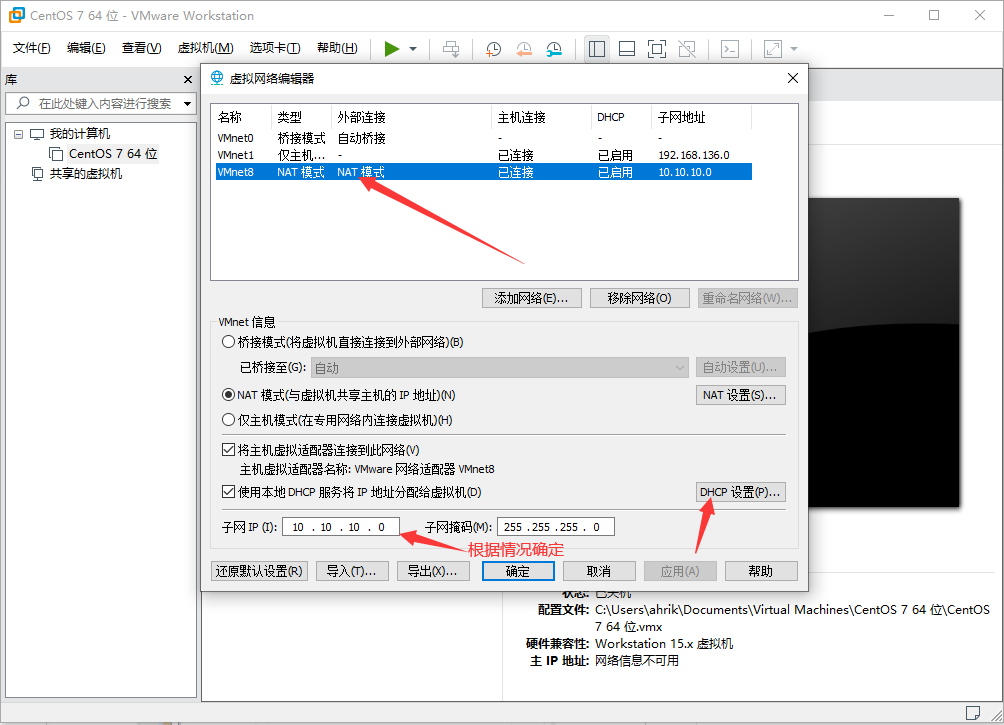 CentOS 7 64 位 - VMware Workstation
文件(F) 编辑(E) 查看(V) 虚拟机(M) 选项卡(T) 帮助(H)
库
在此处键入内容进行搜索
我的计算机
CentOS 7 64 位
共享的虚拟机
虚拟网络编辑器
名称 类型 外部连接 主机连接 DHCP 子网地址
VMnet0 桥接模式 自动桥接 - - -
VMnet1 仅主机... - 已连接 已启用 192.168.136.0
VMnet8 NAT 模式 NAT 模式 已连接 已启用 10.10.10.0
添加网络(E)... 移除网络(O) 重命名网络(W)...
VMnet 信息
桥接模式(将虚拟机直接连接到外部网络)(B)
已桥接至(G): 自动 自动设置(U)...
NAT 模式(与虚拟机共享主机的 IP 地址)(N) NAT 设置(S)...
仅主机模式(在专用网络内连接虚拟机)(H)
将主机虚拟适配器连接到此网络(V)
主机虚拟适配器名称: VMware 网络适配器 VMnet8
使用本地 DHCP 服务将 IP 地址分配给虚拟机(D) DHCP 设置(P)...
子网 IP (I): 10 . 10 . 10 . 0 子网掩码(M): 255 . 255 . 255 . 0
根据情况确定
还原默认设置(R) 导入(T)... 导出(X)... 确定 取消 应用(A) 帮助
状态: 已关机
配置文件: C:\Users\ahrik\Documents\Virtual Machines\CentOS 7 64 位\CentOS
7 64 位.vmx
硬件兼容性: Workstation 15.x 虚拟机
主 IP 地址: 网络信息不可用